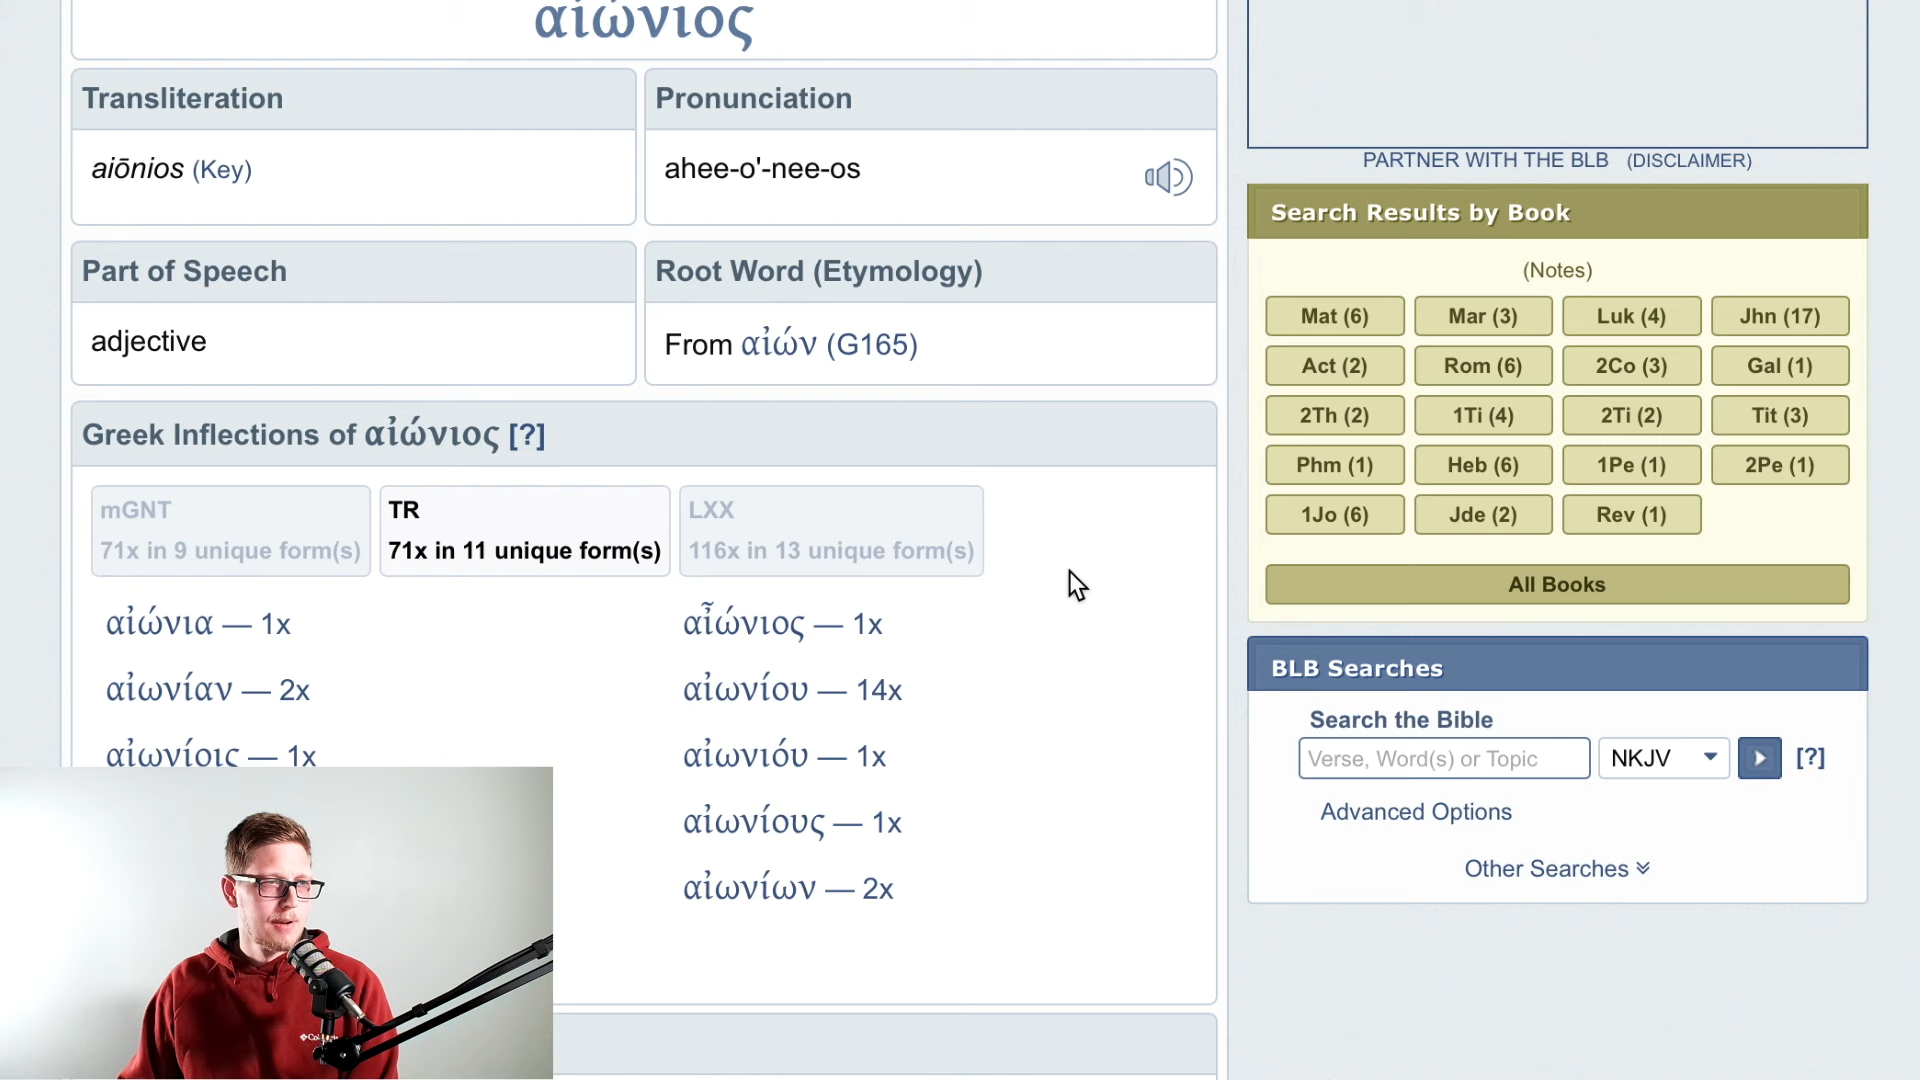 αἰώνιος
Transliteration
Pronunciation
aiōnios (Key)
ahee-o'-nee-os
Part of Speech
Root Word (Etymology)
adjective
From αἰών (G165)
Greek Inflections of αἰώνιος [?]
mGNT
71x in 9 unique form(s)
TR
71x in 11 unique form(s)
LXX
116x in 13 unique form(s)
αἰώνια — 1x
αἰωνίαν — 2x
αἰωνίοις — 1x
αἶώνιος — 1x
αἰωνίου — 14x
αἰωνιόυ — 1x
αἰωνίους — 1x
αἰωνίων — 2x
PARTNER WITH THE BLB (DISCLAIMER)
Search Results by Book
(Notes)
Mat (6) Mar (3) Luk (4) Jhn (17)
Act (2) Rom (6) 2Co (3) Gal (1)
2Th (2) 1Ti (4) 2Ti (2) Tit (3)
Phm (1) Heb (6) 1Pe (1) 2Pe (1)
1Jo (6) Jde (2) Rev (1)
All Books
BLB Searches
Search the Bible
Verse, Word(s) or Topic NKJV [?]
Advanced Options
Other Searches